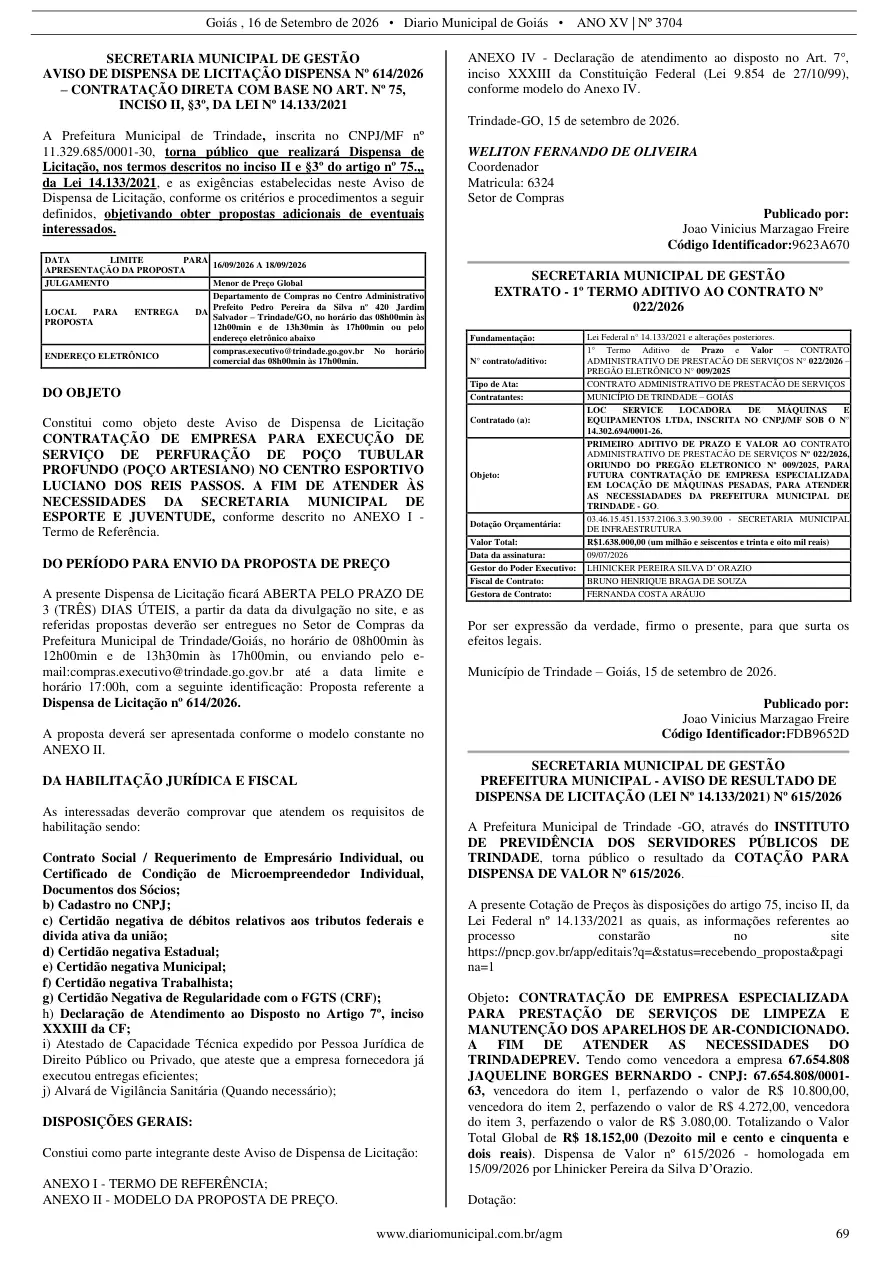 Goiás , 16 de Setembro de 2026 • Diario Municipal de Goiás • ANO XV | Nº 3704
SECRETARIA MUNICIPAL DE GESTÃO
AVISO DE DISPENSA DE LICITAÇÃO DISPENSA Nº 614/2026
– CONTRATAÇÃO DIRETA COM BASE NO ART. Nº 75,
INCISO II, §3º, DA LEI Nº 14.133/2021
A Prefeitura Municipal de Trindade, inscrita no CNPJ/MF nº
11.329.685/0001-30, torna público que realizará Dispensa de
Licitação, nos termos descritos no inciso II e §3º do artigo nº 75.,,
da Lei 14.133/2021, e as exigências estabelecidas neste Aviso de
Dispensa de Licitação, conforme os critérios e procedimentos a seguir
definidos, objetivando obter propostas adicionais de eventuais
interessados.
DATA LIMITE PARA
APRESENTAÇÃO DA PROPOSTA
16/09/2026 A 18/09/2026
JULGAMENTO
Menor de Preço Global
LOCAL PARA ENTREGA DA
PROPOSTA
Departamento de Compras no Centro Administrativo
Prefeito Pedro Pereira da Silva nº 420 Jardim
Salvador – Trindade/GO, no horário das 08h00min às
12h00min e de 13h30min às 17h00min ou pelo
endereço eletrônico abaixo
ENDEREÇO ELETRÔNICO
compras.executivo@trindade.go.gov.br No horário
comercial das 08h00min às 17h00min.
DO OBJETO
Constitui como objeto deste Aviso de Dispensa de Licitação
CONTRATAÇÃO DE EMPRESA PARA EXECUÇÃO DE
SERVIÇO DE PERFURAÇÃO DE POÇO TUBULAR
PROFUNDO (POÇO ARTESIANO) NO CENTRO ESPORTIVO
LUCIANO DOS REIS PASSOS. A FIM DE ATENDER ÀS
NECESSIDADES DA SECRETARIA MUNICIPAL DE
ESPORTE E JUVENTUDE, conforme descrito no ANEXO I -
Termo de Referência.
DO PERÍODO PARA ENVIO DA PROPOSTA DE PREÇO
A presente Dispensa de Licitação ficará ABERTA PELO PRAZO DE
3 (TRÊS) DIAS ÚTEIS, a partir da data da divulgação no site, e as
referidas propostas deverão ser entregues no Setor de Compras da
Prefeitura Municipal de Trindade/Goiás, no horário de 08h00min às
12h00min e de 13h30min às 17h00min, ou enviando pelo e-
mail:compras.executivo@trindade.go.gov.br até a data limite e
horário 17:00h, com a seguinte identificação: Proposta referente a
Dispensa de Licitação nº 614/2026.
A proposta deverá ser apresentada conforme o modelo constante no
ANEXO II.
DA HABILITAÇÃO JURÍDICA E FISCAL
As interessadas deverão comprovar que atendem os requisitos de
habilitação sendo:
Contrato Social / Requerimento de Empresário Individual, ou
Certificado de Condição de Microempreendedor Individual,
Documentos dos Sócios;
b) Cadastro no CNPJ;
c) Certidão negativa de débitos relativos aos tributos federais e
divida ativa da união;
d) Certidão negativa Estadual;
e) Certidão negativa Municipal;
f) Certidão negativa Trabalhista;
g) Certidão Negativa de Regularidade com o FGTS (CRF);
h) Declaração de Atendimento ao Disposto no Artigo 7º, inciso
XXXIII da CF;
i) Atestado de Capacidade Técnica expedido por Pessoa Jurídica de
Direito Público ou Privado, que ateste que a empresa fornecedora já
executou entregas eficientes;
j) Alvará de Vigilância Sanitária (Quando necessário);
DISPOSIÇÕES GERAIS:
Constiui como parte integrante deste Aviso de Dispensa de Licitação:
ANEXO I - TERMO DE REFERÊNCIA;
ANEXO II - MODELO DA PROPOSTA DE PREÇO.
ANEXO IV - Declaração de atendimento ao disposto no Art. 7°,
inciso XXXIII da Constituição Federal (Lei 9.854 de 27/10/99),
conforme modelo do Anexo IV.
Trindade-GO, 15 de setembro de 2026.
WELITON FERNANDO DE OLIVEIRA
Coordenador
Matricula: 6324
Setor de Compras
Publicado por:
Joao Vinicius Marzagao Freire
Código Identificador:9623A670
SECRETARIA MUNICIPAL DE GESTÃO
EXTRATO - 1º TERMO ADITIVO AO CONTRATO Nº
022/2026
Fundamentação:
Lei Federal n° 14.133/2021 e alterações posteriores.
N° contrato/aditivo:
1° Termo Aditivo de Prazo e Valor – CONTRATO
ADMINISTRATIVO DE PRESTACÃO DE SERVIÇOS N° 022/2026 –
PREGÃO ELETRÔNICO N° 009/2025
Tipo de Ata:
CONTRATO ADMINISTRATIVO DE PRESTACÃO DE SERVIÇOS
Contratantes:
MUNICÍPIO DE TRINDADE – GOIÁS
Contratado (a):
LOC SERVICE LOCADORA DE MÁQUINAS E
EQUIPAMENTOS LTDA, INSCRITA NO CNPJ/MF SOB O N°
14.302.694/0001-26.
Objeto:
PRIMEIRO ADITIVO DE PRAZO E VALOR AO CONTRATO
ADMINISTRATIVO DE PRESTACÃO DE SERVIÇOS Nº 022/2026,
ORIUNDO DO PREGÃO ELETRONICO Nº 009/2025, PARA
FUTURA CONTRATAÇÃO DE EMPRESA ESPECIALIZADA
EM LOCAÇÃO DE MÁQUINAS PESADAS, PARA ATENDER
AS NECESSIADADES DA PREFEITURA MUNICIPAL DE
TRINDADE - GO.
Dotação Orçamentária:
03.46.15.451.1537.2106.3.3.90.39.00 - SECRETARIA MUNICIPAL
DE INFRAESTRUTURA
Valor Total:
R$1.638.000,00 (um milhão e seiscentos e trinta e oito mil reais)
Data da assinatura:
09/07/2026
Gestor do Poder Executivo:
LHINICKER PEREIRA SILVA D' ORAZIO
Fiscal de Contrato:
BRUNO HENRIQUE BRAGA DE SOUZA
Gestora de Contrato:
FERNANDA COSTA ARÁUJO
Por ser expressão da verdade, firmo o presente, para que surta os
efeitos legais.
Município de Trindade – Goiás, 15 de setembro de 2026.
Publicado por:
Joao Vinicius Marzagao Freire
Código Identificador:FDB9652D
SECRETARIA MUNICIPAL DE GESTÃO
PREFEITURA MUNICIPAL - AVISO DE RESULTADO DE
DISPENSA DE LICITAÇÃO (LEI Nº 14.133/2021) Nº 615/2026
A Prefeitura Municipal de Trindade -GO, através do INSTITUTO
DE PREVIDÊNCIA DOS SERVIDORES PÚBLICOS DE
TRINDADE, torna público o resultado da COTAÇÃO PARA
DISPENSA DE VALOR Nº 615/2026.
A presente Cotação de Preços às disposições do artigo 75, inciso II, da
Lei Federal nº 14.133/2021 as quais, as informações referentes ao
processo constarão no site
https://pncp.gov.br/app/editais?q=&status=recebendo_proposta&pagi
na=1
Objeto: CONTRATAÇÃO DE EMPRESA ESPECIALIZADA
PARA PRESTAÇÃO DE SERVIÇOS DE LIMPEZA E
MANUTENÇÃO DOS APARELHOS DE AR-CONDICIONADO.
A FIM DE ATENDER AS NECESSIDADES DO
TRINDADEPREV. Tendo como vencedora a empresa 67.654.808
JAQUELINE BORGES BERNARDO - CNPJ: 67.654.808/0001-
63, vencedora do item 1, perfazendo o valor de R$ 10.800,00,
vencedora do item 2, perfazendo o valor de R$ 4.272,00, vencedora
do item 3, perfazendo o valor de R$ 3.080,00. Totalizando o Valor
Total Global de R$ 18.152,00 (Dezoito mil e cento e cinquenta e
dois reais). Dispensa de Valor nº 615/2026 - homologada em
15/09/2026 por Lhinicker Pereira da Silva D'Orazio.
Dotação:
www.diariomunicipal.com.br/agm
69